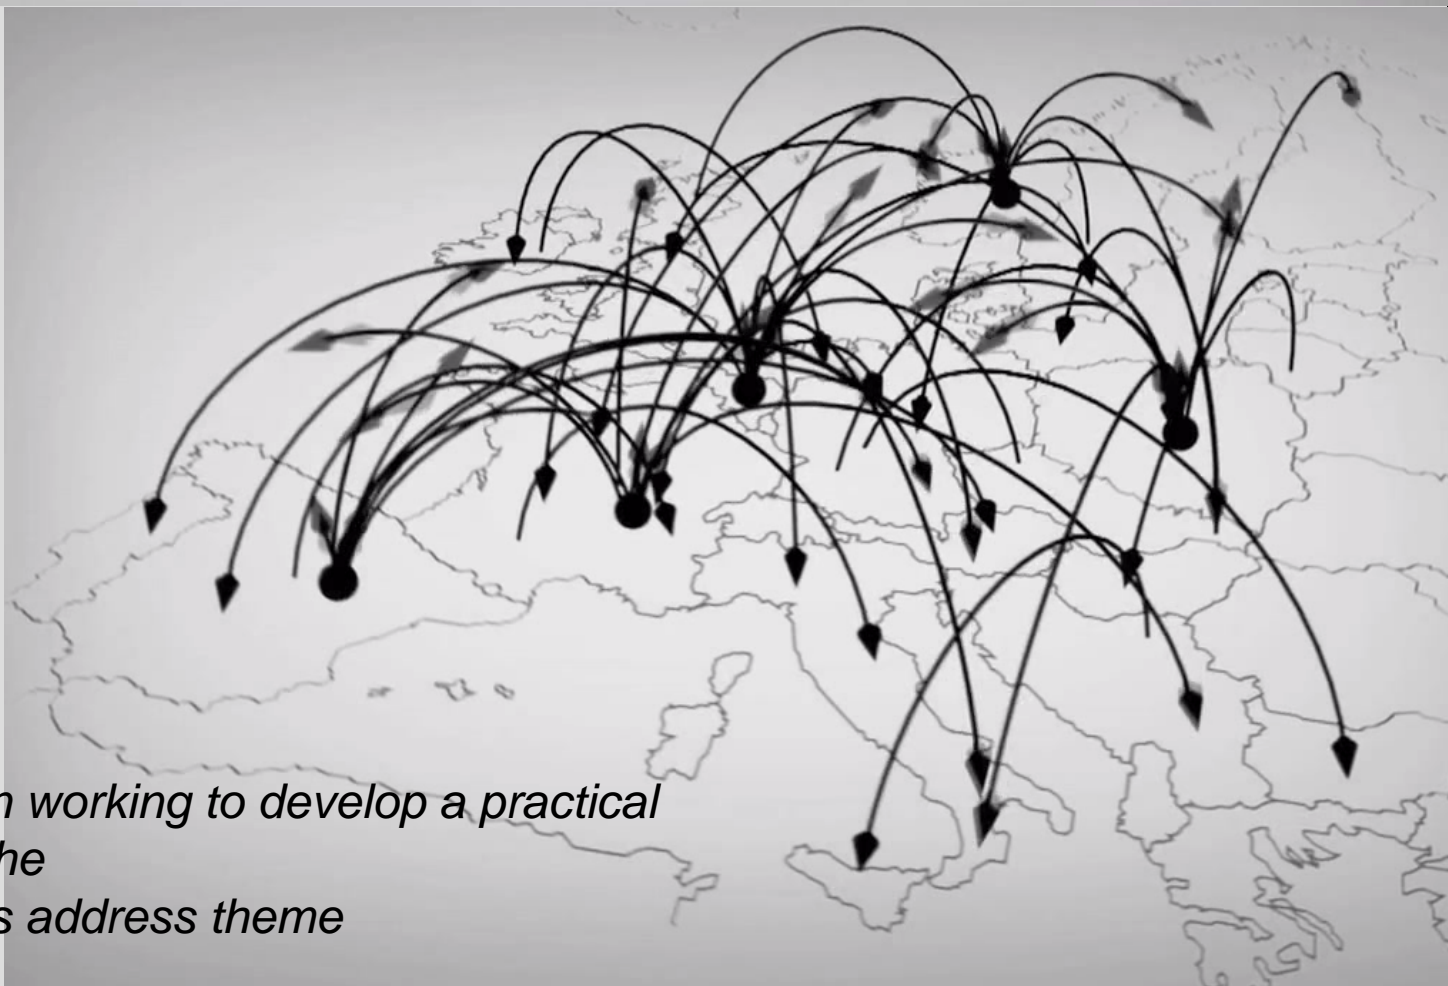 n working to develop a practical
he
s address theme